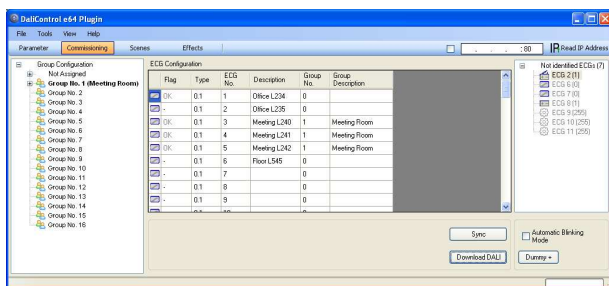 DaliControl e64 Plugin
File Tools View Help
Parameter Commissioning Scenes Effects . . . :80 IP Read IP Address
Group Configuration
Not Assigned
Group No. 1 (Meeting Room)
Group No. 2
Group No. 3
Group No. 4
Group No. 5
Group No. 6
Group No. 7
Group No. 8
Group No. 9
Group No. 10
Group No. 11
Group No. 12
Group No. 13
Group No. 14
Group No. 15
Group No. 16
ECG Configuration
Flag Type ECG No. Description Group No. Group Description
OK 0.1 1 Office L234 0
- 0.1 2 Office L235 0
OK 0.1 3 Meeting L240 1 Meeting Room
OK 0.1 4 Meeting L241 1 Meeting Room
OK 0.1 5 Meeting L242 1 Meeting Room
- 0.1 6 Floor L545 0
- 0.1 7 0
- 0.1 8 0
- 0.1 9 0
Sync
Download DALI
Not identified ECGs (7)
ECG 2 (1)
ECG 6 (0)
ECG 7 (0)
ECG 8 (1)
ECG 9 (255)
ECG 10 (255)
ECG 11 (255)
Automatic Blinking
Mode
Dummy +